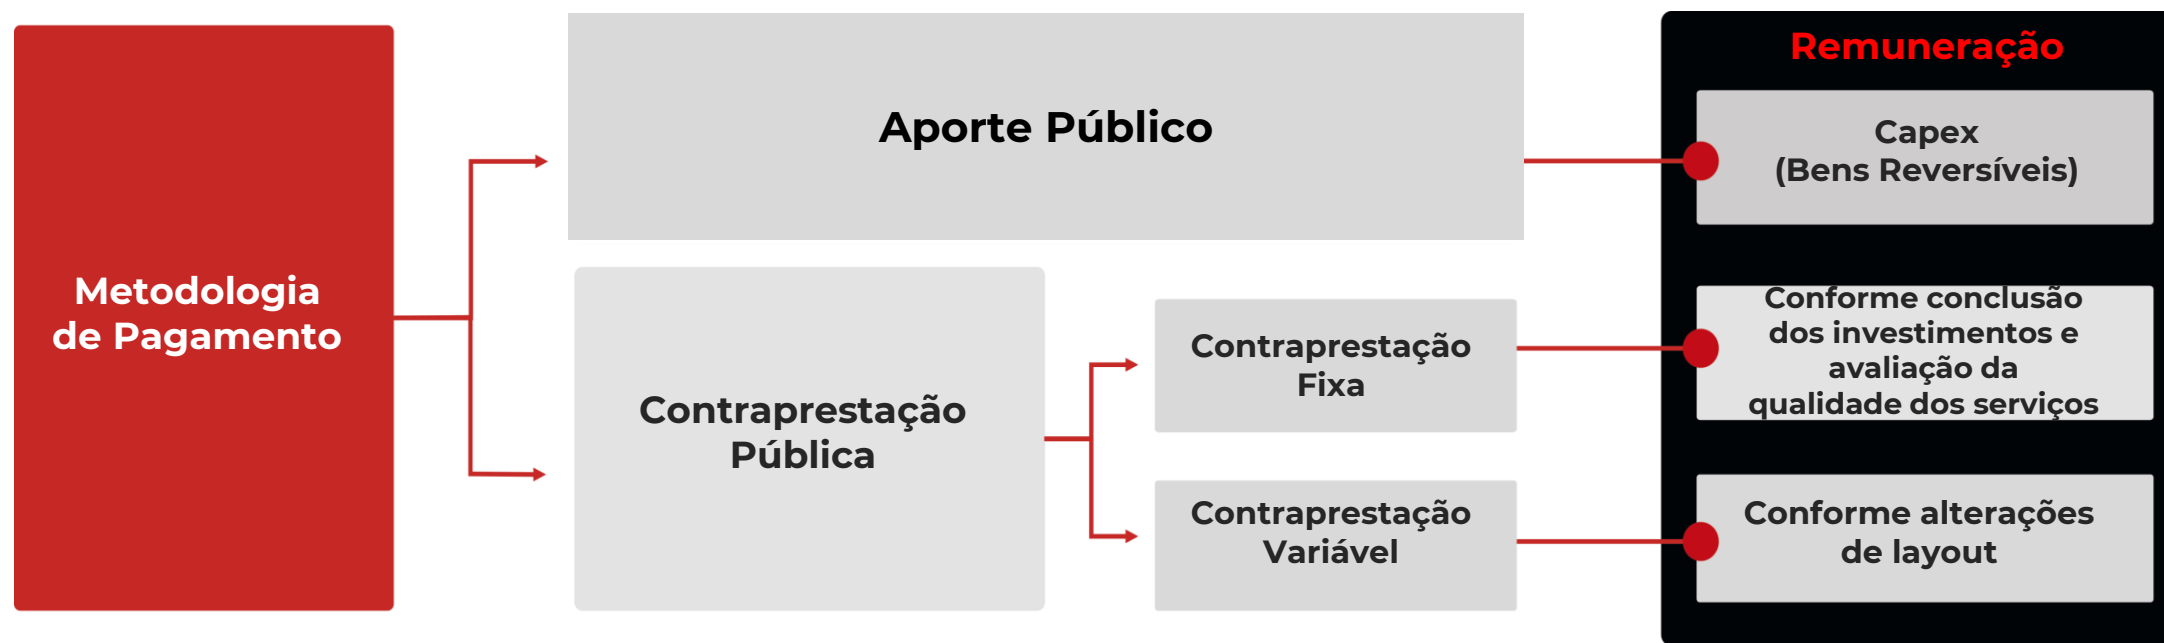 Metodologia
de Pagamento
Aporte Público
Contraprestação
Pública
Contraprestação
Fixa
Contraprestação
Variável
Remuneração
Capex
(Bens Reversíveis)
Conforme conclusão
dos investimentos e
avaliação da
qualidade dos serviços
Conforme alterações
de layout